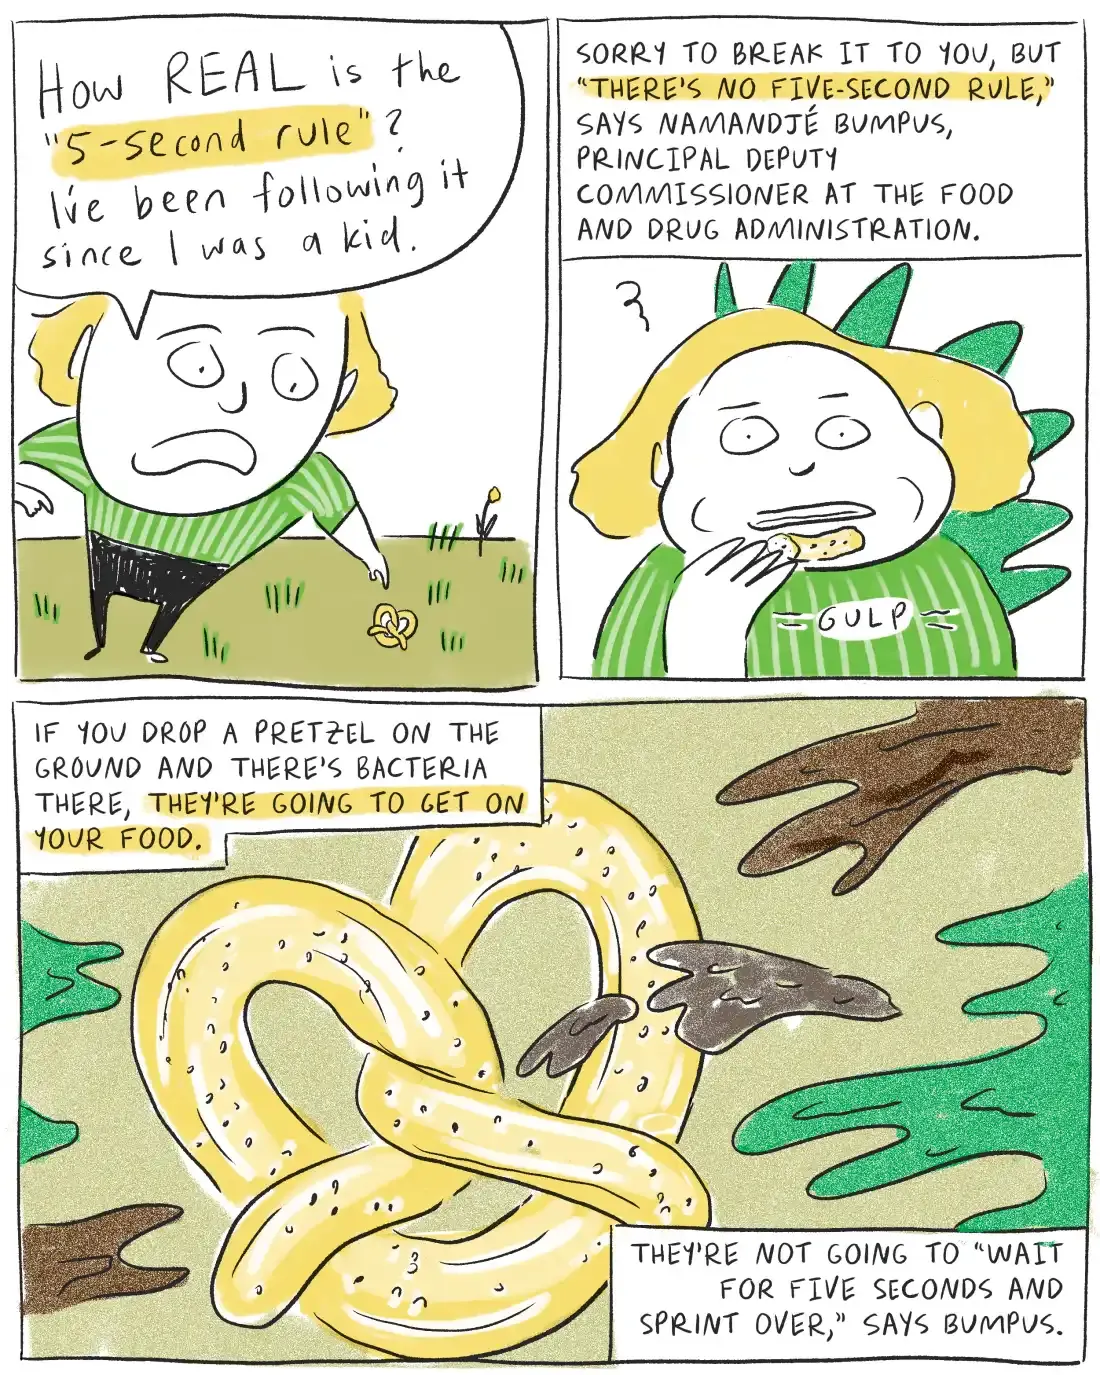 How REAL is the
"5-second rule"?
I've been following it
since I was a kid.
SORRY TO BREAK IT TO YOU, BUT
"THERE'S NO FIVE-SECOND RULE,"
SAYS NAMANDJÉ BUMPUS,
PRINCIPAL DEPUTY
COMMISSIONER AT THE FOOD
AND DRUG ADMINISTRATION.
GULP
IF YOU DROP A PRETZEL ON THE
GROUND AND THERE'S BACTERIA
THERE, THEY'RE GOING TO GET ON
YOUR FOOD.
THEY'RE NOT GOING TO "WAIT
FOR FIVE SECONDS AND
SPRINT OVER," SAYS BUMPUS.